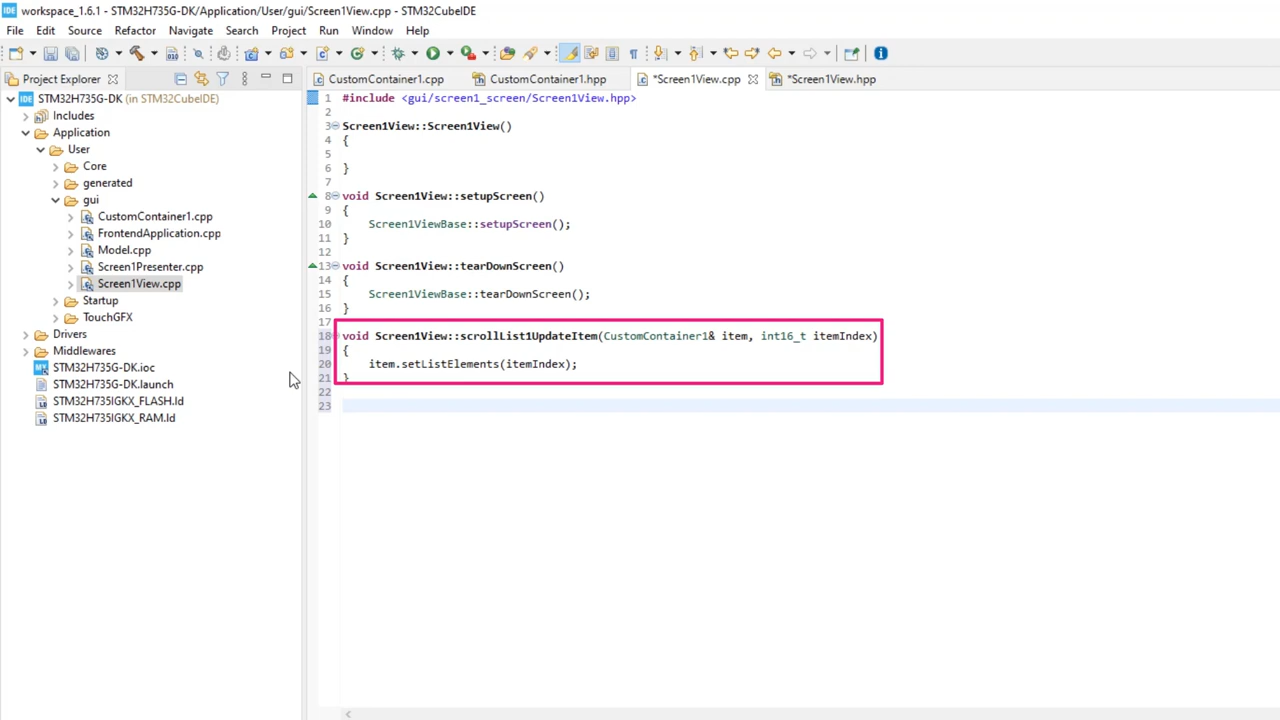 IDE workspace_1.6.1 - STM32H735G-DK/Application/User/gui/Screen1View.cpp - STM32CubeIDE
File Edit Source Refactor Navigate Search Project Run Window Help
Project Explorer
CustomContainer1.cpp CustomContainer1.hpp *Screen1View.cpp *Screen1View.hpp
IDE STM32H735G-DK (in STM32CubeIDE)
Includes
Application
User
Core
generated
gui
CustomContainer1.cpp
FrontendApplication.cpp
Model.cpp
Screen1Presenter.cpp
Screen1View.cpp
Startup
TouchGFX
Drivers
Middlewares
MX STM32H735G-DK.ioc
STM32H735G-DK.launch
STM32H735IGKX_FLASH.ld
STM32H735IGKX_RAM.ld
1 #include <gui/screen1_screen/Screen1View.hpp>
2
3 Screen1View::Screen1View()
4 {
5
6 }
7
8 void Screen1View::setupScreen()
9 {
10 Screen1ViewBase::setupScreen();
11 }
12
13 void Screen1View::tearDownScreen()
14 {
15 Screen1ViewBase::tearDownScreen();
16 }
17
18 void Screen1View::scrollList1UpdateItem(CustomContainer1& item, int16_t itemIndex)
19 {
20 item.setListElements(itemIndex);
21 }
22
23